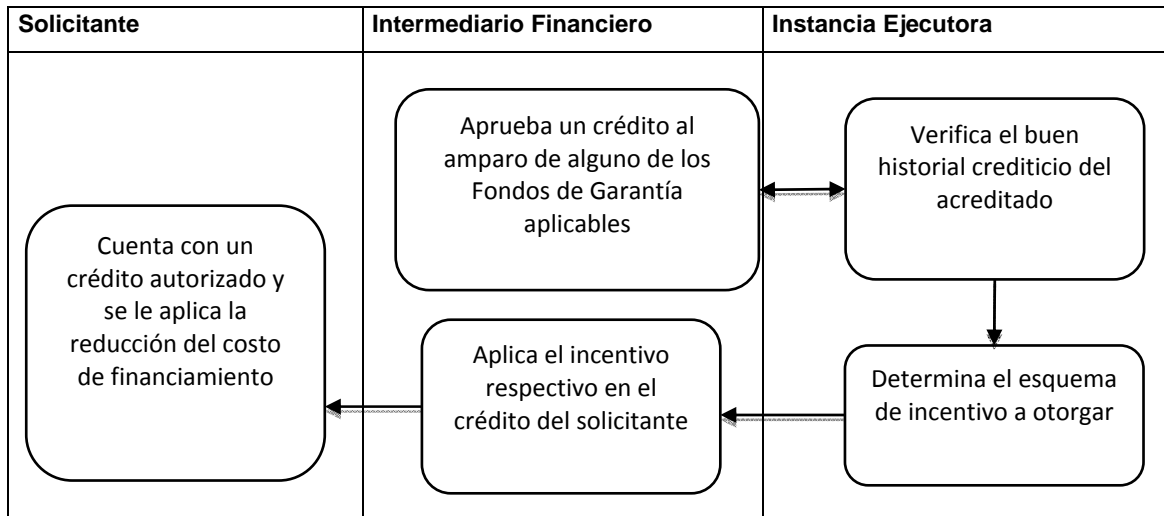 Solicitante
Intermediario Financiero
Instancia Ejecutora
Aprueba un crédito al
amparo de alguno de los
Fondos de Garantía
aplicables
Verifica el buen
historial crediticio del
acreditado
Cuenta con un
crédito autorizado y
se le aplica la
reducción del costo
de financiamiento
Aplica el incentivo
respectivo en el
crédito del solicitante
Determina el esquema
de incentivo a otorgar